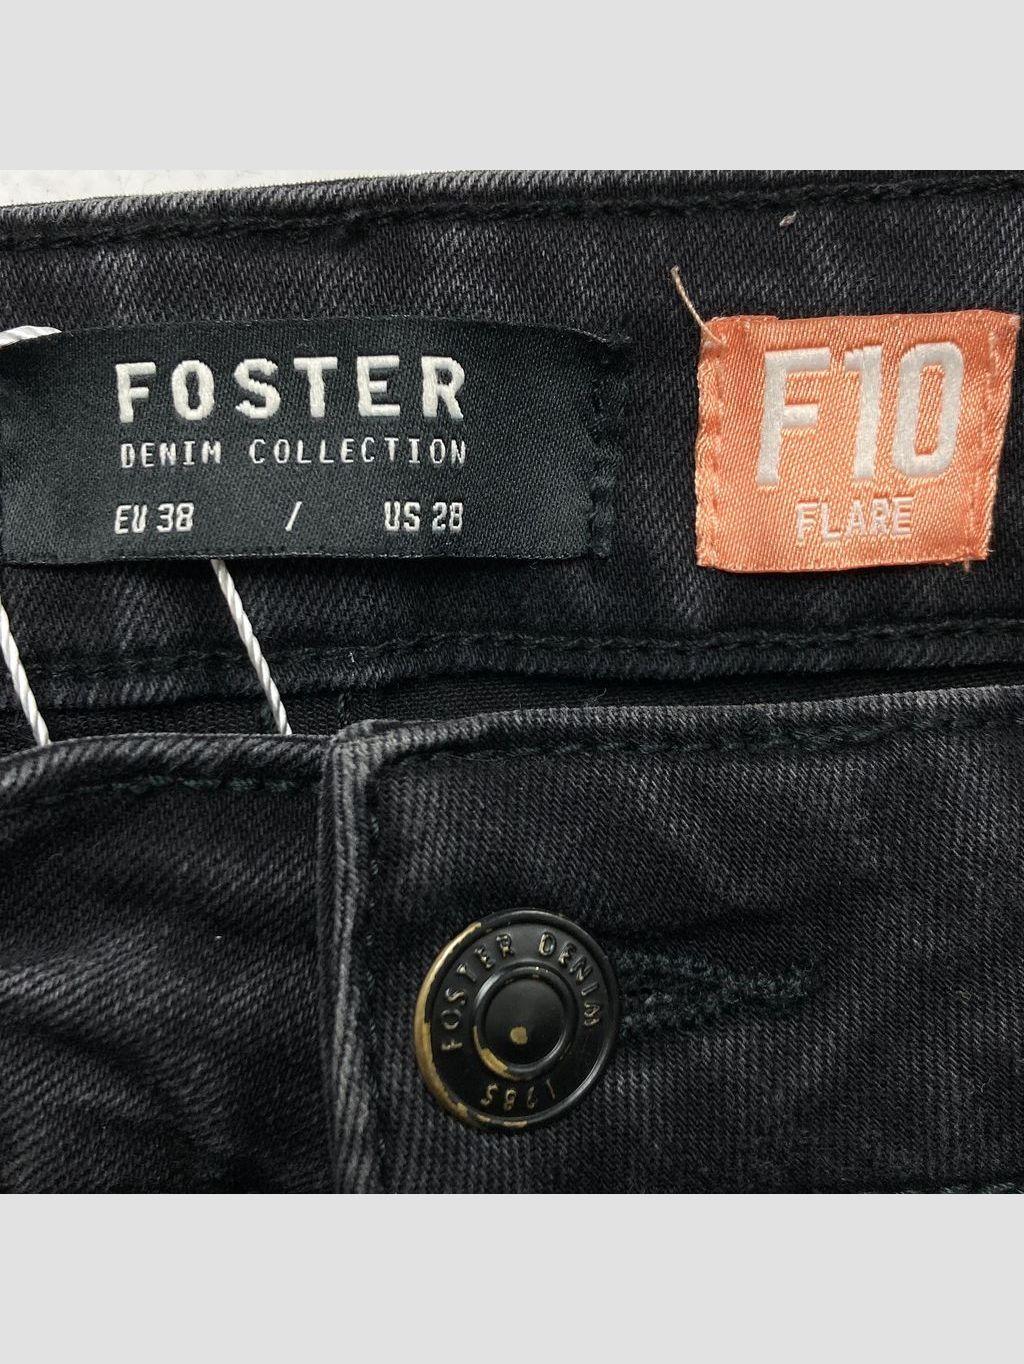 FOSTER
DENIM COLLECTION
EU 38 / US 28
F10
FLARE
FOSTER DENIM
1985